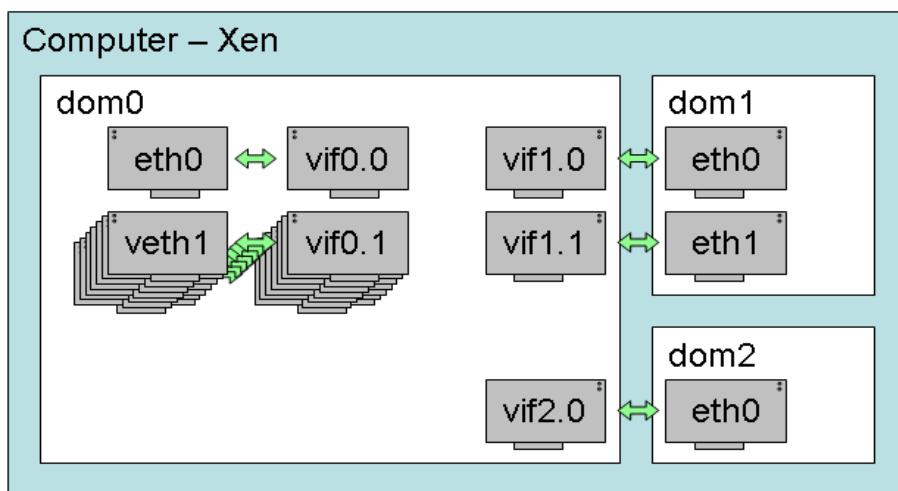 Computer – Xen
dom0
eth0
vif0.0
veth1
vif0.1
vif1.0
vif1.1
vif2.0
dom1
eth0
eth1
dom2
eth0